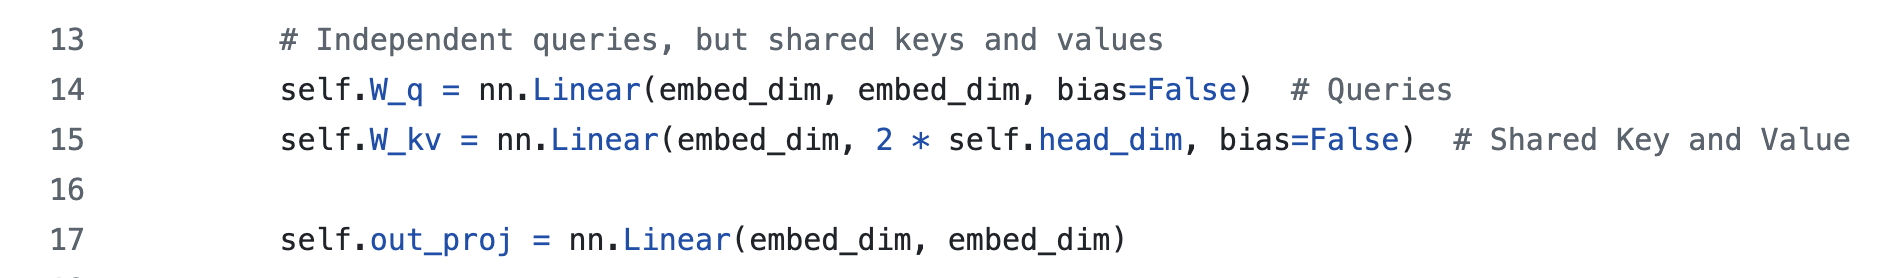 13 # Independent queries, but shared keys and values
14 self.W_q = nn.Linear(embed_dim, embed_dim, bias=False)  # Queries
15 self.W_kv = nn.Linear(embed_dim, 2 * self.head_dim, bias=False)  # Shared Key and Value
16
17 self.out_proj = nn.Linear(embed_dim, embed_dim)